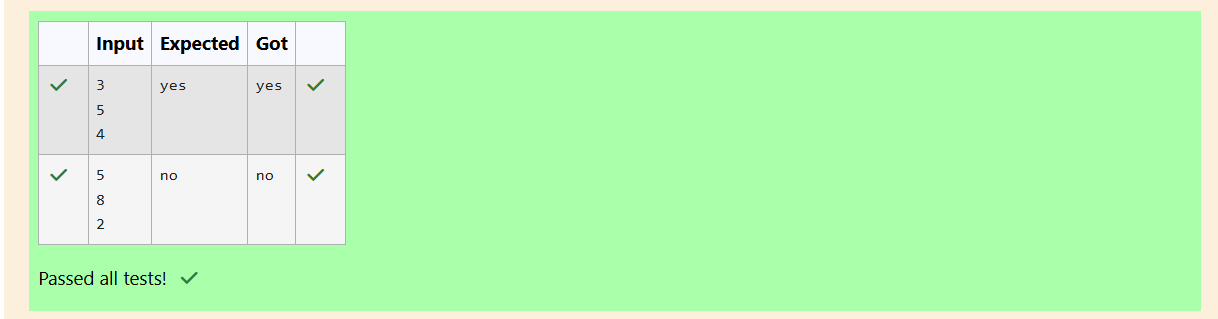 Input Expected Got
3 yes yes
5
4
5 no no
8
2
Passed all tests!